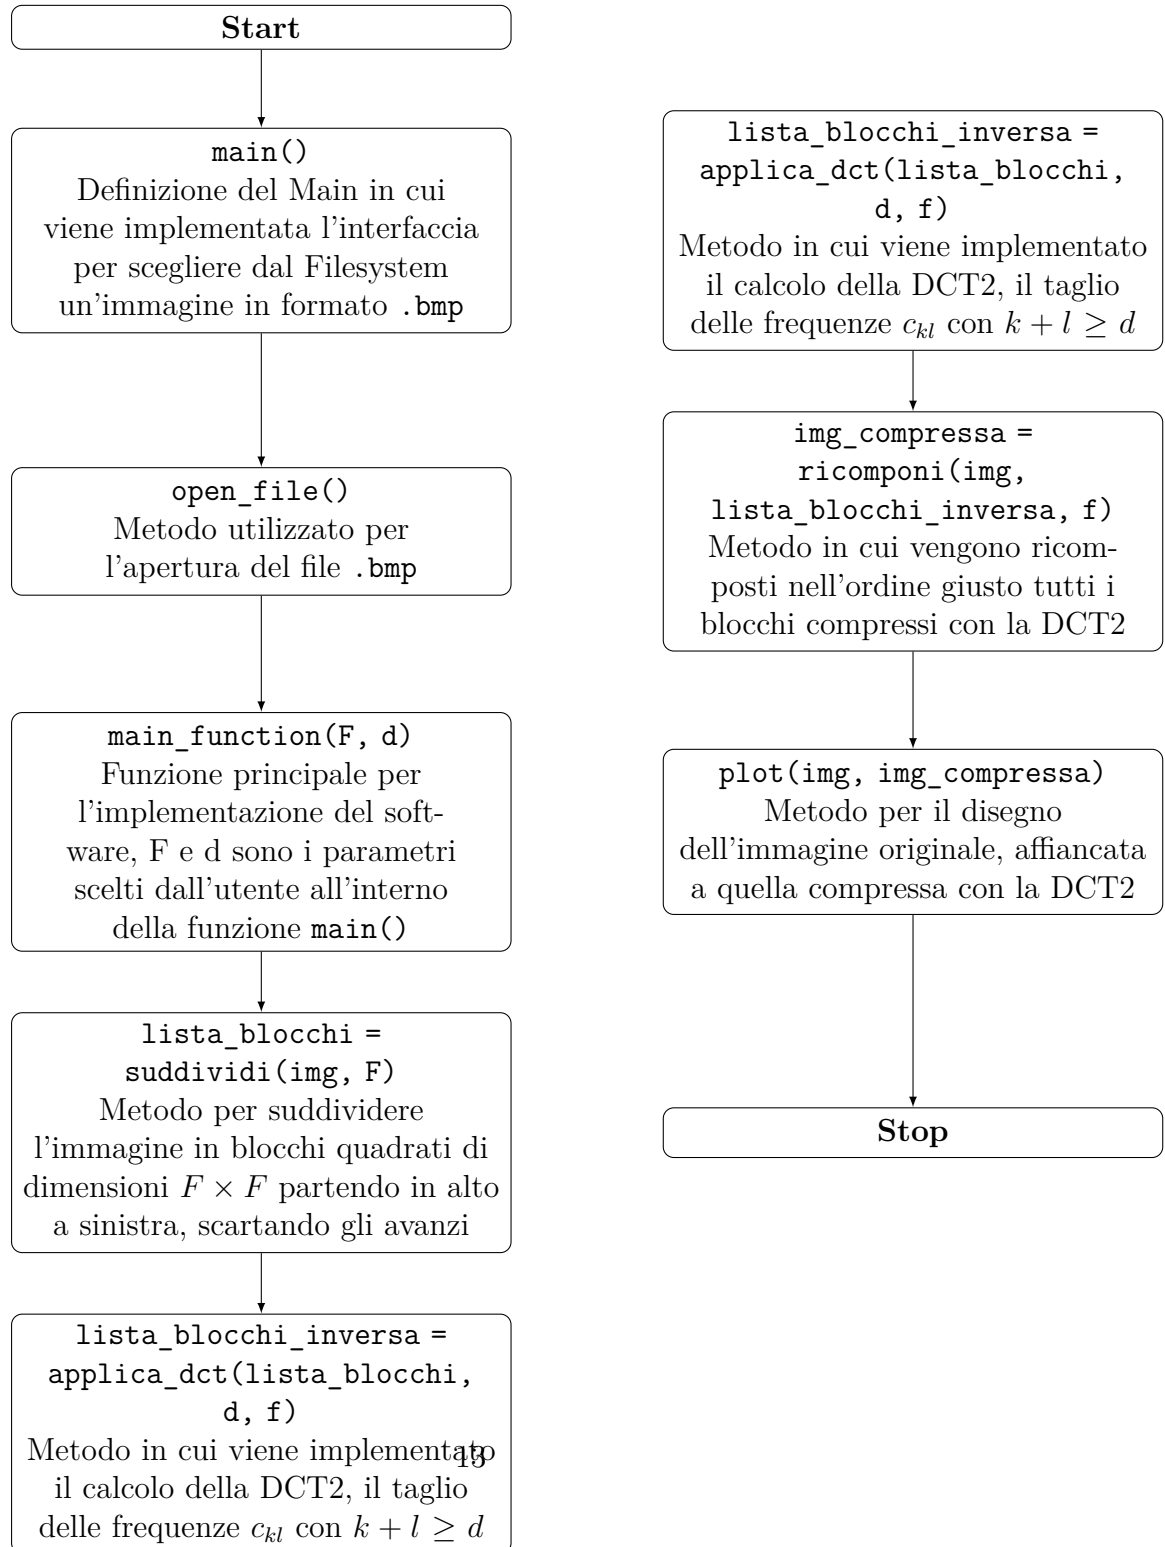 Start
main()
Definizione del Main in cui
viene implementata l'interfaccia
per scegliere dal Filesystem
un'immagine in formato .bmp
open_file()
Metodo utilizzato per
l'apertura del file .bmp
main_function(F, d)
Funzione principale per
l'implementazione del soft-
ware, F e d sono i parametri
scelti dall'utente all'interno
della funzione main()
lista_blocchi =
suddividi(img, F)
Metodo per suddividere
l'immagine in blocchi quadrati di
dimensioni F × F partendo in alto
a sinistra, scartando gli avanzi
lista_blocchi_inversa =
applica_dct(lista_blocchi,
d, f)
Metodo in cui viene implementato
13
il calcolo della DCT2, il taglio
delle frequenze c_{kl} con k + l ≥ d
lista_blocchi_inversa =
applica_dct(lista_blocchi,
d, f)
Metodo in cui viene implementato
il calcolo della DCT2, il taglio
delle frequenze c_{kl} con k + l ≥ d
img_compressa =
ricomponi(img,
lista_blocchi_inversa, f)
Metodo in cui vengono ricom-
posti nell'ordine giusto tutti i
blocchi compressi con la DCT2
plot(img, img_compressa)
Metodo per il disegno
dell'immagine originale, affiancata
a quella compressa con la DCT2
Stop